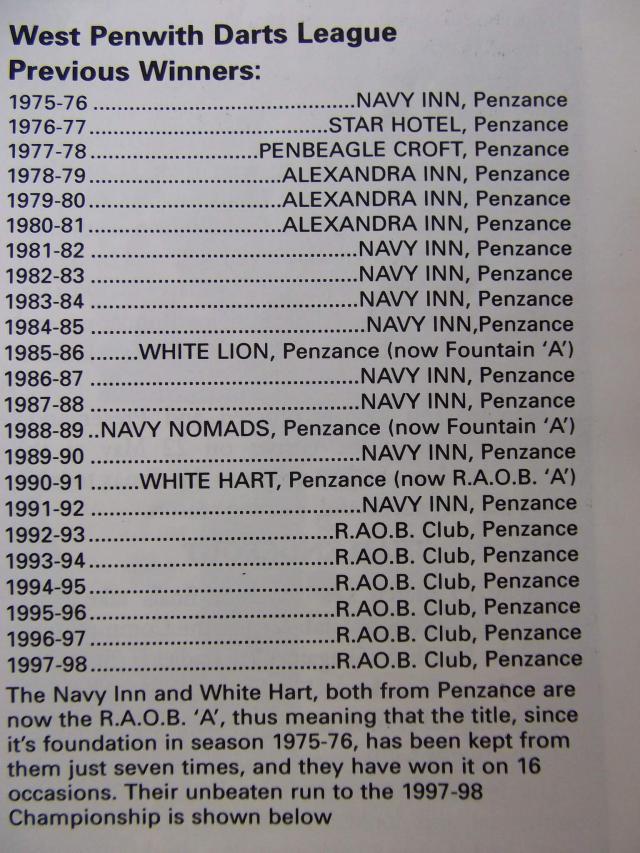 West Penwith Darts League
Previous Winners:
1975-76 ............................................NAVY INN, Penzance
1976-77........................................STAR HOTEL, Penzance
1977-78............................PENBEAGLE CROFT, Penzance
1978-79................................ALEXANDRA INN, Penzance
1979-80................................ALEXANDRA INN, Penzance
1980-81................................ALEXANDRA INN, Penzance
1981-82 ............................................NAVY INN, Penzance
1982-83 ............................................NAVY INN, Penzance
1983-84 ............................................NAVY INN, Penzance
1984-85 .............................................NAVY INN,Penzance
1985-86 ........WHITE LION, Penzance (now Fountain ‘A’)
1986-87 ............................................NAVY INN, Penzance
1987-88 ............................................NAVY INN, Penzance
1988-89 ..NAVY NOMADS, Penzance (now Fountain ‘A’)
1989-90 ............................................NAVY INN, Penzance
1990-91 ........WHITE HART, Penzance (now R.A.O.B. ‘A’)
1991-92 ............................................NAVY INN, Penzance
1992-93........................................R.AO.B. Club, Penzance
1993-94........................................R.AO.B. Club, Penzance
1994-95........................................R.AO.B. Club, Penzance
1995-96........................................R.AO.B. Club, Penzance
1996-97........................................R.AO.B. Club, Penzance
1997-98........................................R.AO.B. Club, Penzance
The Navy Inn and White Hart, both from Penzance are
now the R.A.O.B. ‘A’, thus meaning that the title, since
it’s foundation in season 1975-76, has been kept from
them just seven times, and they have won it on 16
occasions. Their unbeaten run to the 1997-98
Championship is shown below